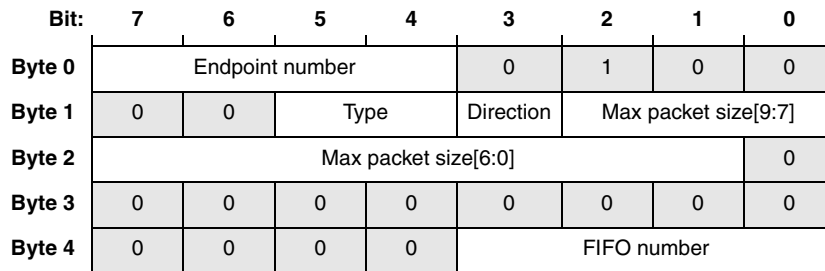 Bit: 7 6 5 4 3 2 1 0
Byte 0 Endpoint number 0 1 0 0
Byte 1 0 0 Type Direction Max packet size[9:7]
Byte 2 Max packet size[6:0] 0
Byte 3 0 0 0 0 0 0 0 0
Byte 4 0 0 0 0 FIFO number